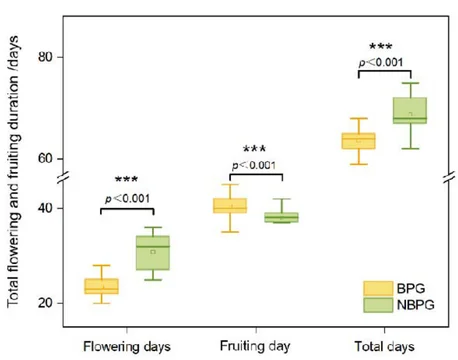 Total flowering and fruiting duration /days
80
60
40
20
***
p<0.001
***
p<0.001
***
p<0.001
BPG
NBPG
Flowering days
Fruiting day
Total days